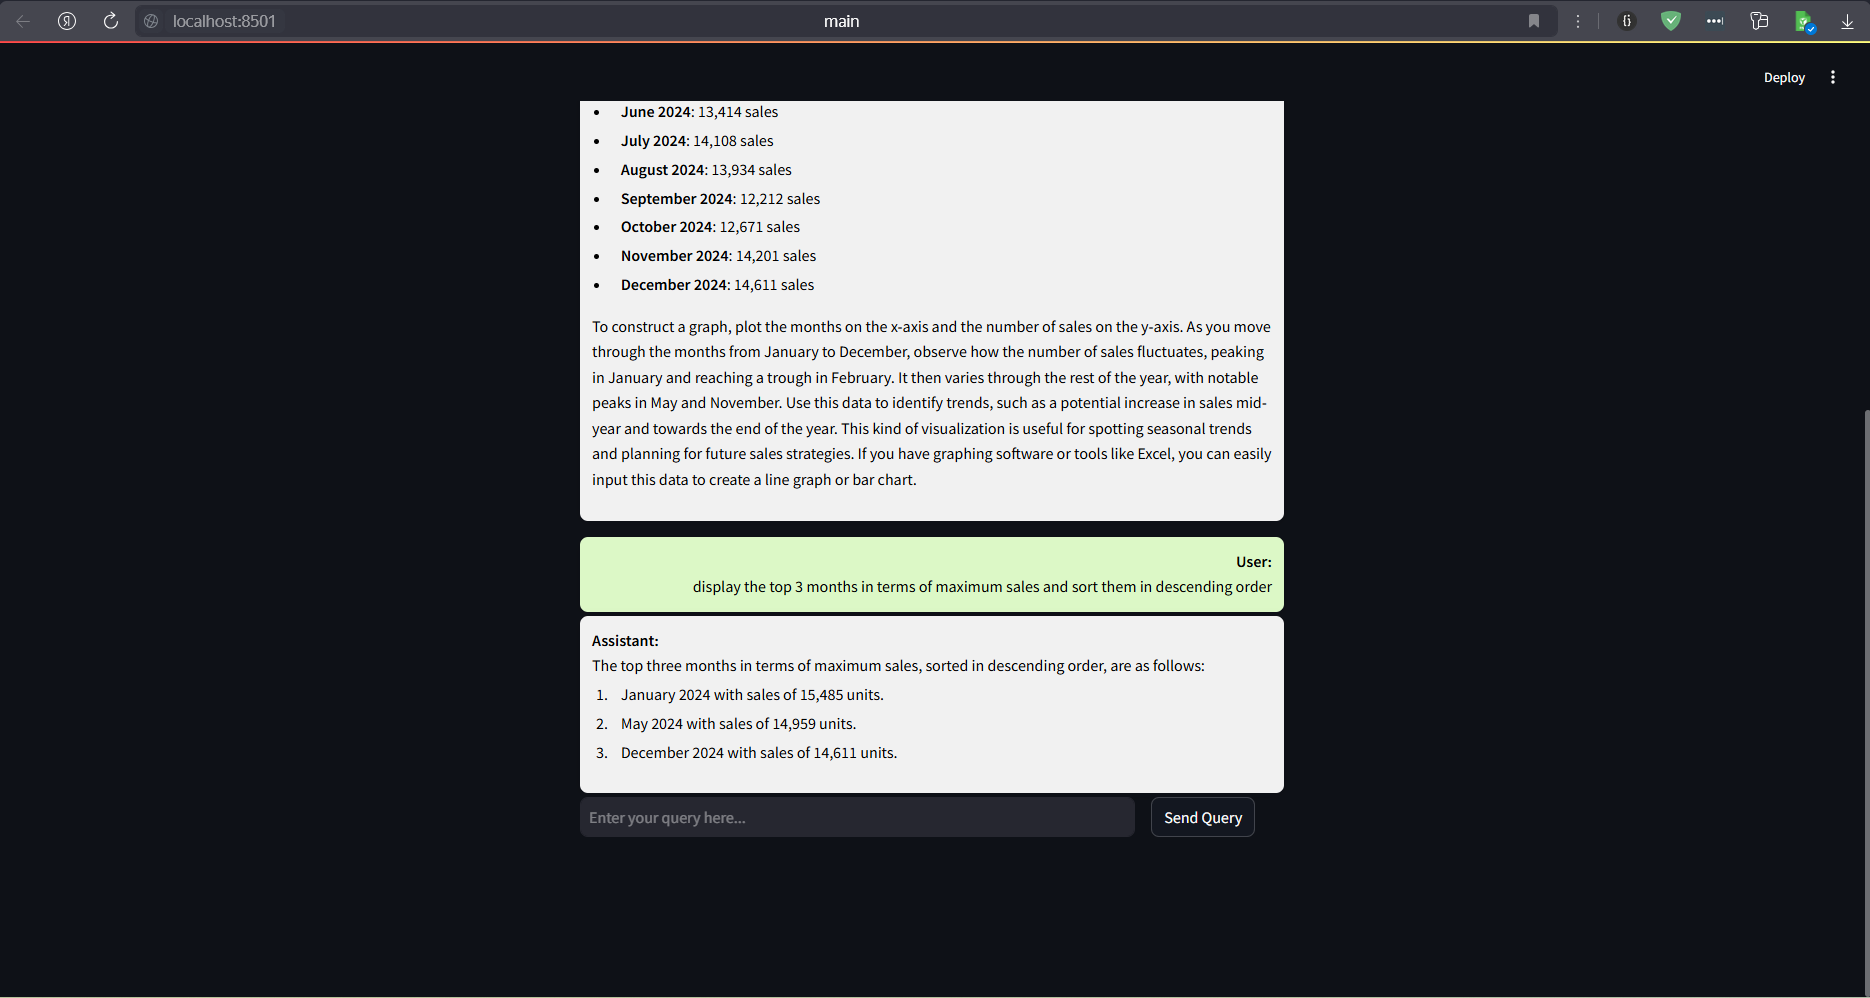 localhost:8501
main
Deploy
June 2024: 13,414 sales
July 2024: 14,108 sales
August 2024: 13,934 sales
September 2024: 12,212 sales
October 2024: 12,671 sales
November 2024: 14,201 sales
December 2024: 14,611 sales
To construct a graph, plot the months on the x-axis and the number of sales on the y-axis. As you move
through the months from January to December, observe how the number of sales fluctuates, peaking
in January and reaching a trough in February. It then varies through the rest of the year, with notable
peaks in May and November. Use this data to identify trends, such as a potential increase in sales mid-
year and towards the end of the year. This kind of visualization is useful for spotting seasonal trends
and planning for future sales strategies. If you have graphing software or tools like Excel, you can easily
input this data to create a line graph or bar chart.
User:
display the top 3 months in terms of maximum sales and sort them in descending order
Assistant:
The top three months in terms of maximum sales, sorted in descending order, are as follows:
1. January 2024 with sales of 15,485 units.
2. May 2024 with sales of 14,959 units.
3. December 2024 with sales of 14,611 units.
Enter your query here...
Send Query